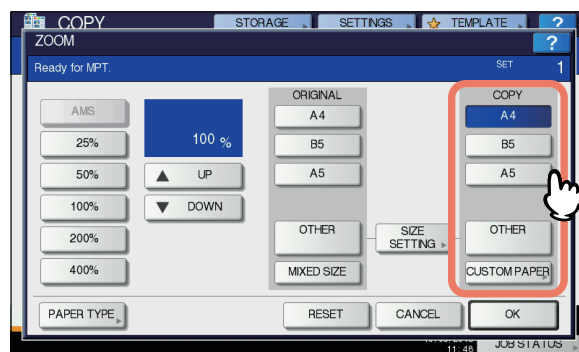 COPY STORAGE SETTINGS TEMPLATE ?
ZOOM ?
Ready for MPT. SET 1
ORIGINAL COPY
AMS A4 A4
25% 100 % B5 B5
50% UP A5 A5
100% DOWN
200% OTHER SIZE SETTING OTHER
400% MIXED SIZE CUSTOM PAPER
PAPER TYPE RESET CANCEL OK
11:48 JOB STATUS